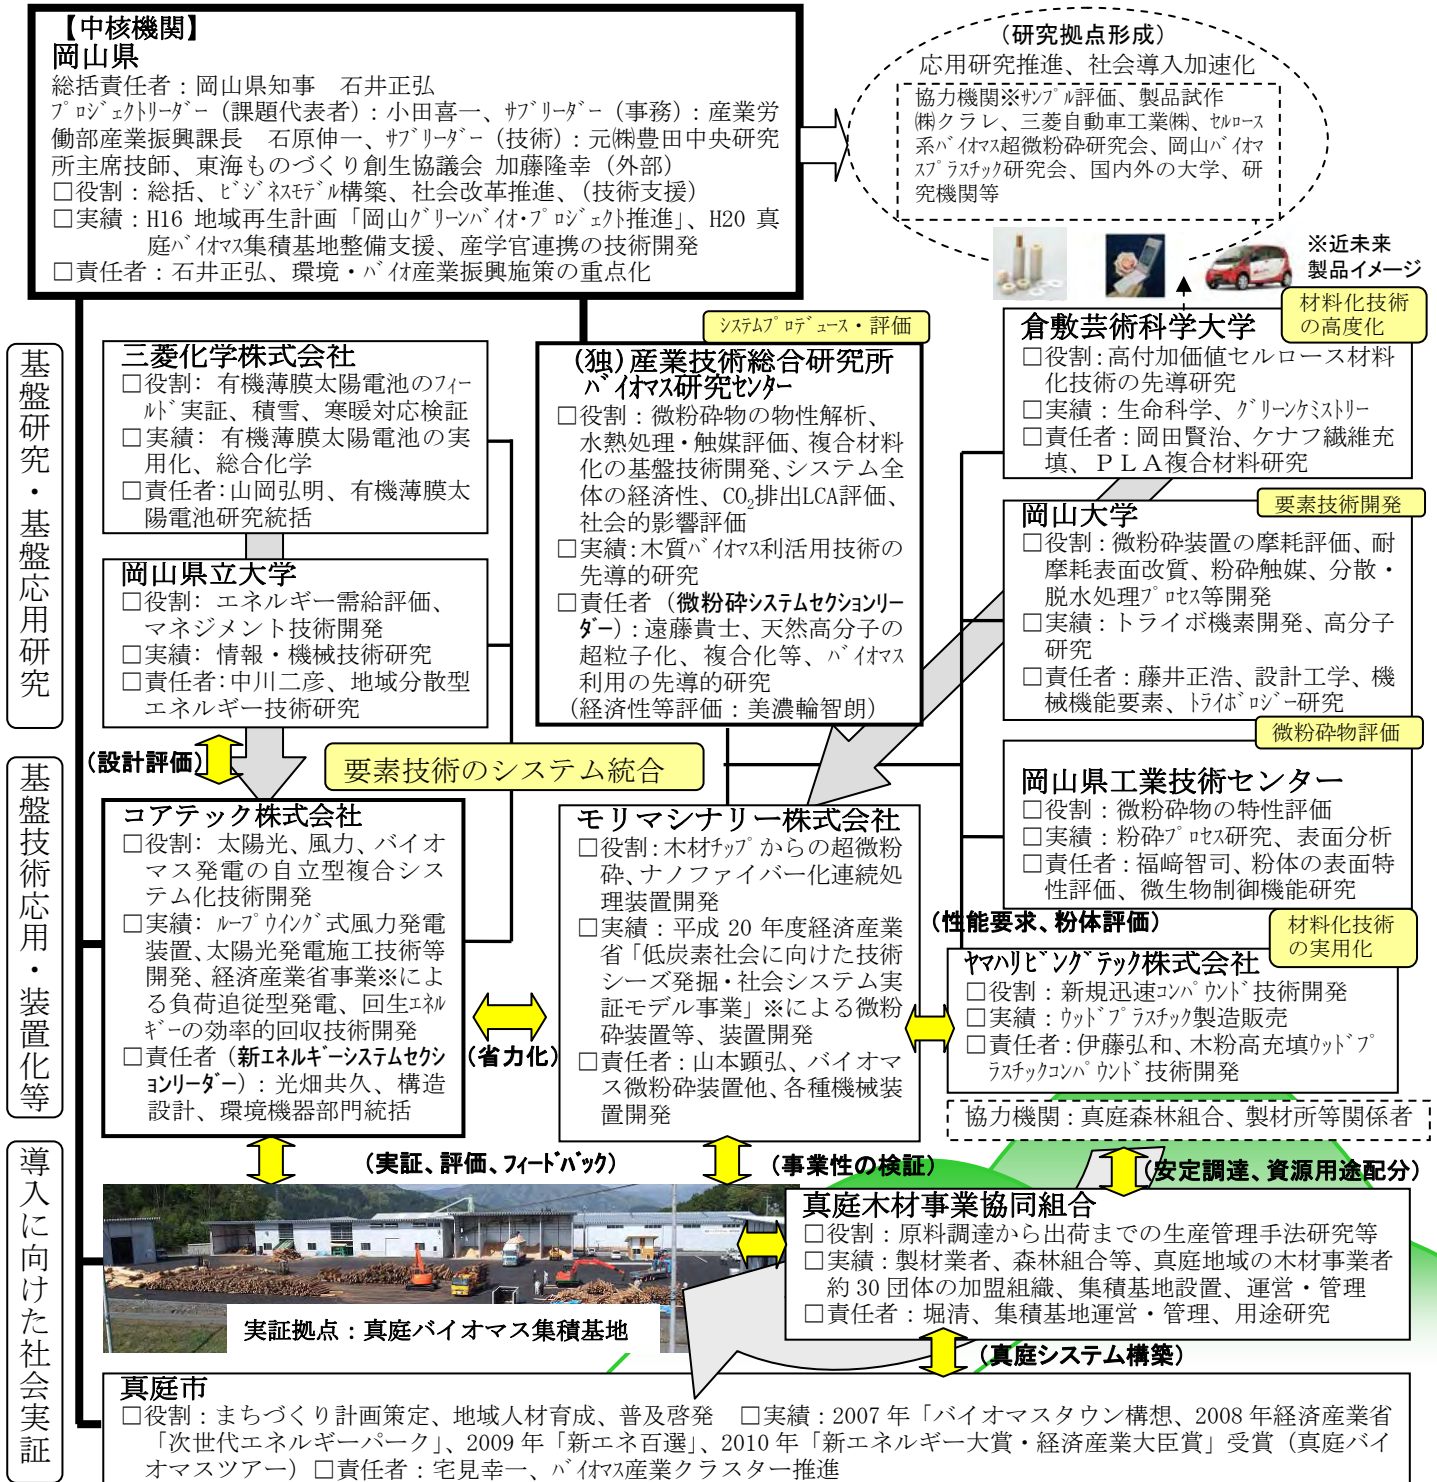 【中核機関】
岡山県
総括責任者：岡山県知事　石井正弘
ﾌﾟﾛｼﾞｪｸﾄﾘｰﾀﾞｰ（課題代表者）：小田喜一、ｻﾌﾞﾘｰﾀﾞｰ（事務）：産業労
働部産業振興課長　石原伸一、ｻﾌﾞﾘｰﾀﾞｰ（技術）：元㈱豊田中央研究
所主席技師、東海ものづくり創生協議会 加藤隆幸（外部）
□役割：総括、ﾋﾞｼﾞﾈｽﾓﾃﾞﾙ構築、社会改革推進、（技術支援）
□実績：H16 地域再生計画「岡山ｸﾞﾘｰﾝﾊﾞｲｵ･ﾌﾟﾛｼﾞｪｸﾄ推進」、H20 真
庭ﾊﾞｲｵﾏｽ集積基地整備支援、産学官連携の技術開発
□責任者：石井正弘、環境・ﾊﾞｲｵ産業振興施策の重点化
（研究拠点形成）
応用研究推進、社会導入加速化
協力機関※ｻﾝﾌﾟﾙ評価、製品試作
㈱クラレ、三菱自動車工業㈱、ｾﾙﾛｰｽ
系ﾊﾞｲｵﾏｽ超微粉砕研究会、岡山ﾊﾞｲｵﾏ
ｽﾌﾟﾗｽﾁｯｸ研究会、国内外の大学、研
究機関等
※近未来
製品イメージ
基盤研究・基盤応用研究
三菱化学株式会社
□役割：有機薄膜太陽電池のﾌｨｰ
ﾙﾄﾞ実証、積雪、寒暖対応検証
□実績：有機薄膜太陽電池の実
用化、総合化学
□責任者：山岡弘明、有機薄膜太
陽電池研究統括
岡山県立大学
□役割：エネルギー需給評価、
マネジメント技術開発
□実績：情報・機械技術研究
□責任者：中川二彦、地域分散型
エネルギー技術研究
ｼｽﾃﾑﾌﾟﾛﾃﾞｭｰｽ・評価
（独）産業技術総合研究所
ﾊﾞｲｵﾏｽ研究ｾﾝﾀｰ
□役割：微粉砕物の物性解析、
水熱処理・触媒評価、複合材料
化の基盤技術開発、システム全
体の経済性、CO₂排出LCA評価、
社会的影響評価
□実績：木質ﾊﾞｲｵﾏｽ利活用技術の
先導的研究
□責任者（微粉砕ｼｽﾃﾑｾｸｼｮﾝﾘｰ
ﾀﾞｰ）：遠藤貴士、天然高分子の
超粒子化、複合化等、ﾊﾞｲｵﾏｽ
利用の先導的研究
（経済性等評価：美濃輪智朗）
材料化技術
の高度化
倉敷芸術科学大学
□役割：高付加価値セルロース材料
化技術の先導研究
□実績：生命科学、ｸﾞﾘｰﾝｹﾐｽﾄﾘｰ
□責任者：岡田賢治、ケナフ繊維充
填、ＰＬＡ複合材料研究
要素技術開発
岡山大学
□役割：微粉砕装置の摩耗評価、耐
摩耗表面改質、粉砕触媒、分散・
脱水処理ﾌﾟﾛｾｽ等開発
□実績：トライボ機素開発、高分子
研究
□責任者：藤井正浩、設計工学、機
械機能要素、ﾄﾗｲﾎﾞﾛｼﾞｰ研究
微粉砕物評価
岡山県工業技術センター
□役割：微粉砕物の特性評価
□実績：粉砕ﾌﾟﾛｾｽ研究、表面分析
□責任者：福﨑智司、粉体の表面特
性評価、微生物制御機能研究
（設計評価）
要素技術のシステム統合
基盤技術応用・装置化等
コアテック株式会社
□役割：太陽光、風力、バイオ
マス発電の自立型複合シス
テム化技術開発
□実績：ﾙｰﾌﾟｳｲﾝｸﾞ式風力発電
装置、太陽光発電施工技術等
開発、経済産業省事業※によ
る負荷追従型発電、回生ｴﾈﾙ
ｷﾞｰの効率的回収技術開発
□責任者（新ｴﾈﾙｷﾞｰｼｽﾃﾑｾｸｼ
ｮﾝﾘｰﾀﾞｰ）：光畑共久、構造
設計、環境機器部門統括
（省力化）
モリマシナリー株式会社
□役割：木材ﾁｯﾌﾟからの超微粉
砕、ナノファイバー化連続処
理装置開発
□実績：平成 20 年度経済産業
省「低炭素社会に向けた技術
シーズ発掘・社会システム実
証モデル事業」※による微粉
砕装置等、装置開発
□責任者：山本顕弘、バイオマ
ス微粉砕装置他、各種機械装
置開発
（性能要求、粉体評価）
材料化技術
の実用化
ﾔﾏﾊﾘﾋﾞﾝｸﾞﾃｯｸ株式会社
□役割：新規迅速ｺﾝﾊﾟｳﾝﾄﾞ技術開発
□実績：ｳｯﾄﾞﾌﾟﾗｽﾁｯｸ製造販売
□責任者：伊藤弘和、木粉高充填ｳｯﾄﾞﾌﾟ
ﾗｽﾁｯｸｺﾝﾊﾟｳﾝﾄﾞ技術開発
協力機関：真庭森林組合、製材所等関係者
導入に向けた社会実証
（実証、評価、ﾌｨｰﾄﾞﾊﾞｯｸ）
（事業性の検証）
（安定調達、資源用途配分）
実証拠点：真庭バイオマス集積基地
真庭木材事業協同組合
□役割：原料調達から出荷までの生産管理手法研究等
□実績：製材業者、森林組合等、真庭地域の木材事業者
約 30 団体の加盟組織、集積基地設置、運営・管理
□責任者：堀清、集積基地運営・管理、用途研究
（真庭システム構築）
真庭市
□役割：まちづくり計画策定、地域人材育成、普及啓発　□実績：2007 年「バイオマスタウン構想、2008 年経済産業省
「次世代エネルギーパーク」、2009 年「新エネ百選」、2010 年「新エネルギー大賞・経済産業大臣賞」受賞（真庭バイ
オマスツアー）□責任者：宅見幸一、ﾊﾞｲｵﾏｽ産業クラスター推進